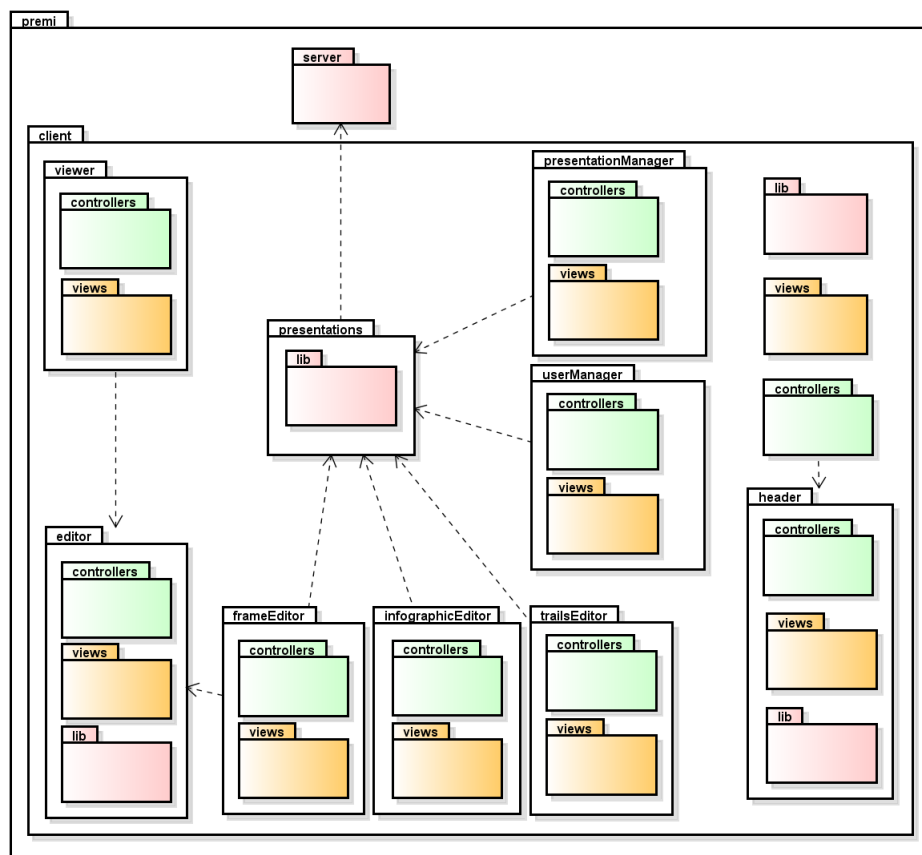 premi
server
client
viewer
controllers
views
presentationManager
controllers
views
lib
views
controllers
presentations
lib
userManager
controllers
views
header
controllers
views
lib
editor
controllers
views
lib
frameEditor
controllers
views
infographicEditor
controllers
views
trailsEditor
controllers
views